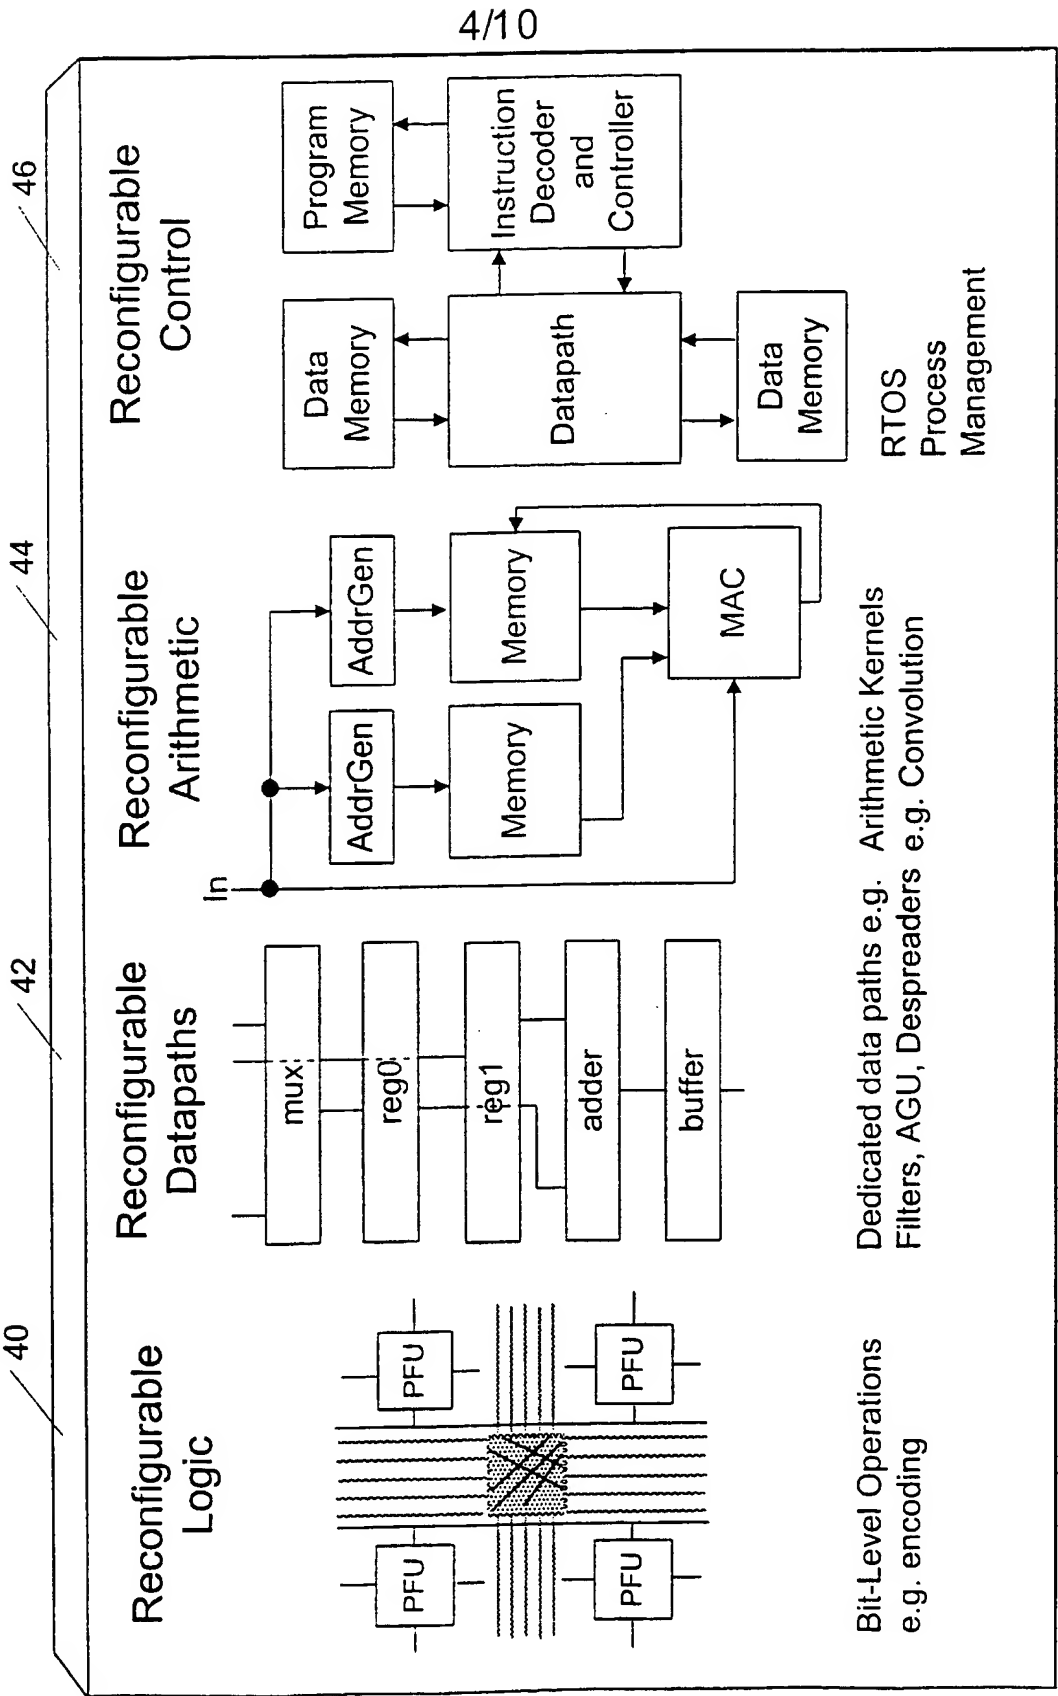 4/10
40
42
44
46
Reconfigurable
Logic
PFU
PFU
PFU
PFU
Bit-Level Operations
e.g. encoding
Reconfigurable
Datapaths
mux
reg0
reg1
adder
buffer
Dedicated data paths e.g.
Filters, AGU, Despreaders
Reconfigurable
Arithmetic
In
AddrGen
AddrGen
Memory
Memory
MAC
Arithmetic Kernels
e.g. Convolution
Reconfigurable
Control
Data
Memory
Program
Memory
Datapath
Instruction
Decoder
and
Controller
Data
Memory
RTOS
Process
Management